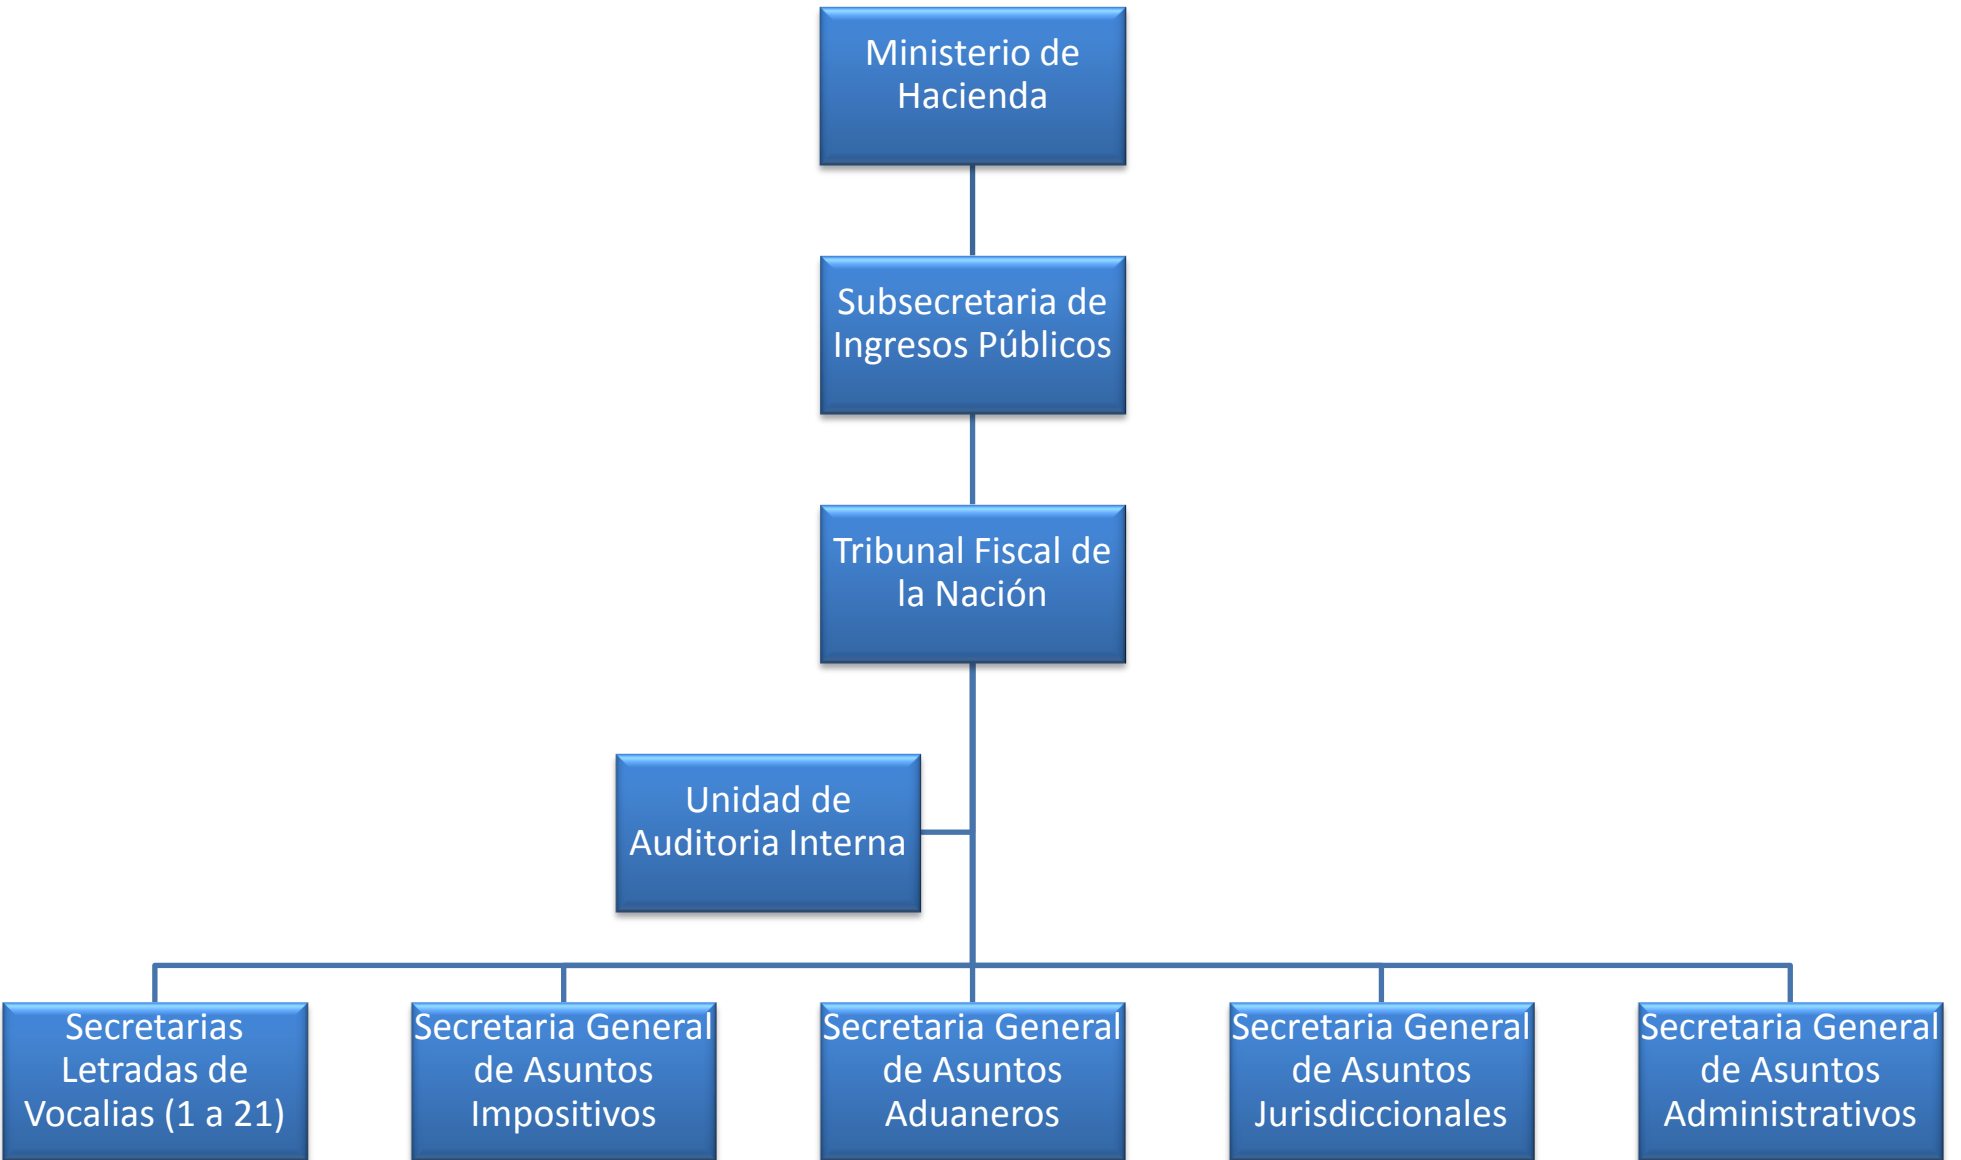 Ministerio de
Hacienda
Subsecretaria de
Ingresos Públicos
Tribunal Fiscal de
la Nación
Unidad de
Auditoria Interna
Secretarias
Letradas de
Vocalias (1 a 21)
Secretaria General
de Asuntos
Impositivos
Secretaria General
de Asuntos
Aduaneros
Secretaria General
de Asuntos
Jurisdiccionales
Secretaria General
de Asuntos
Administrativos